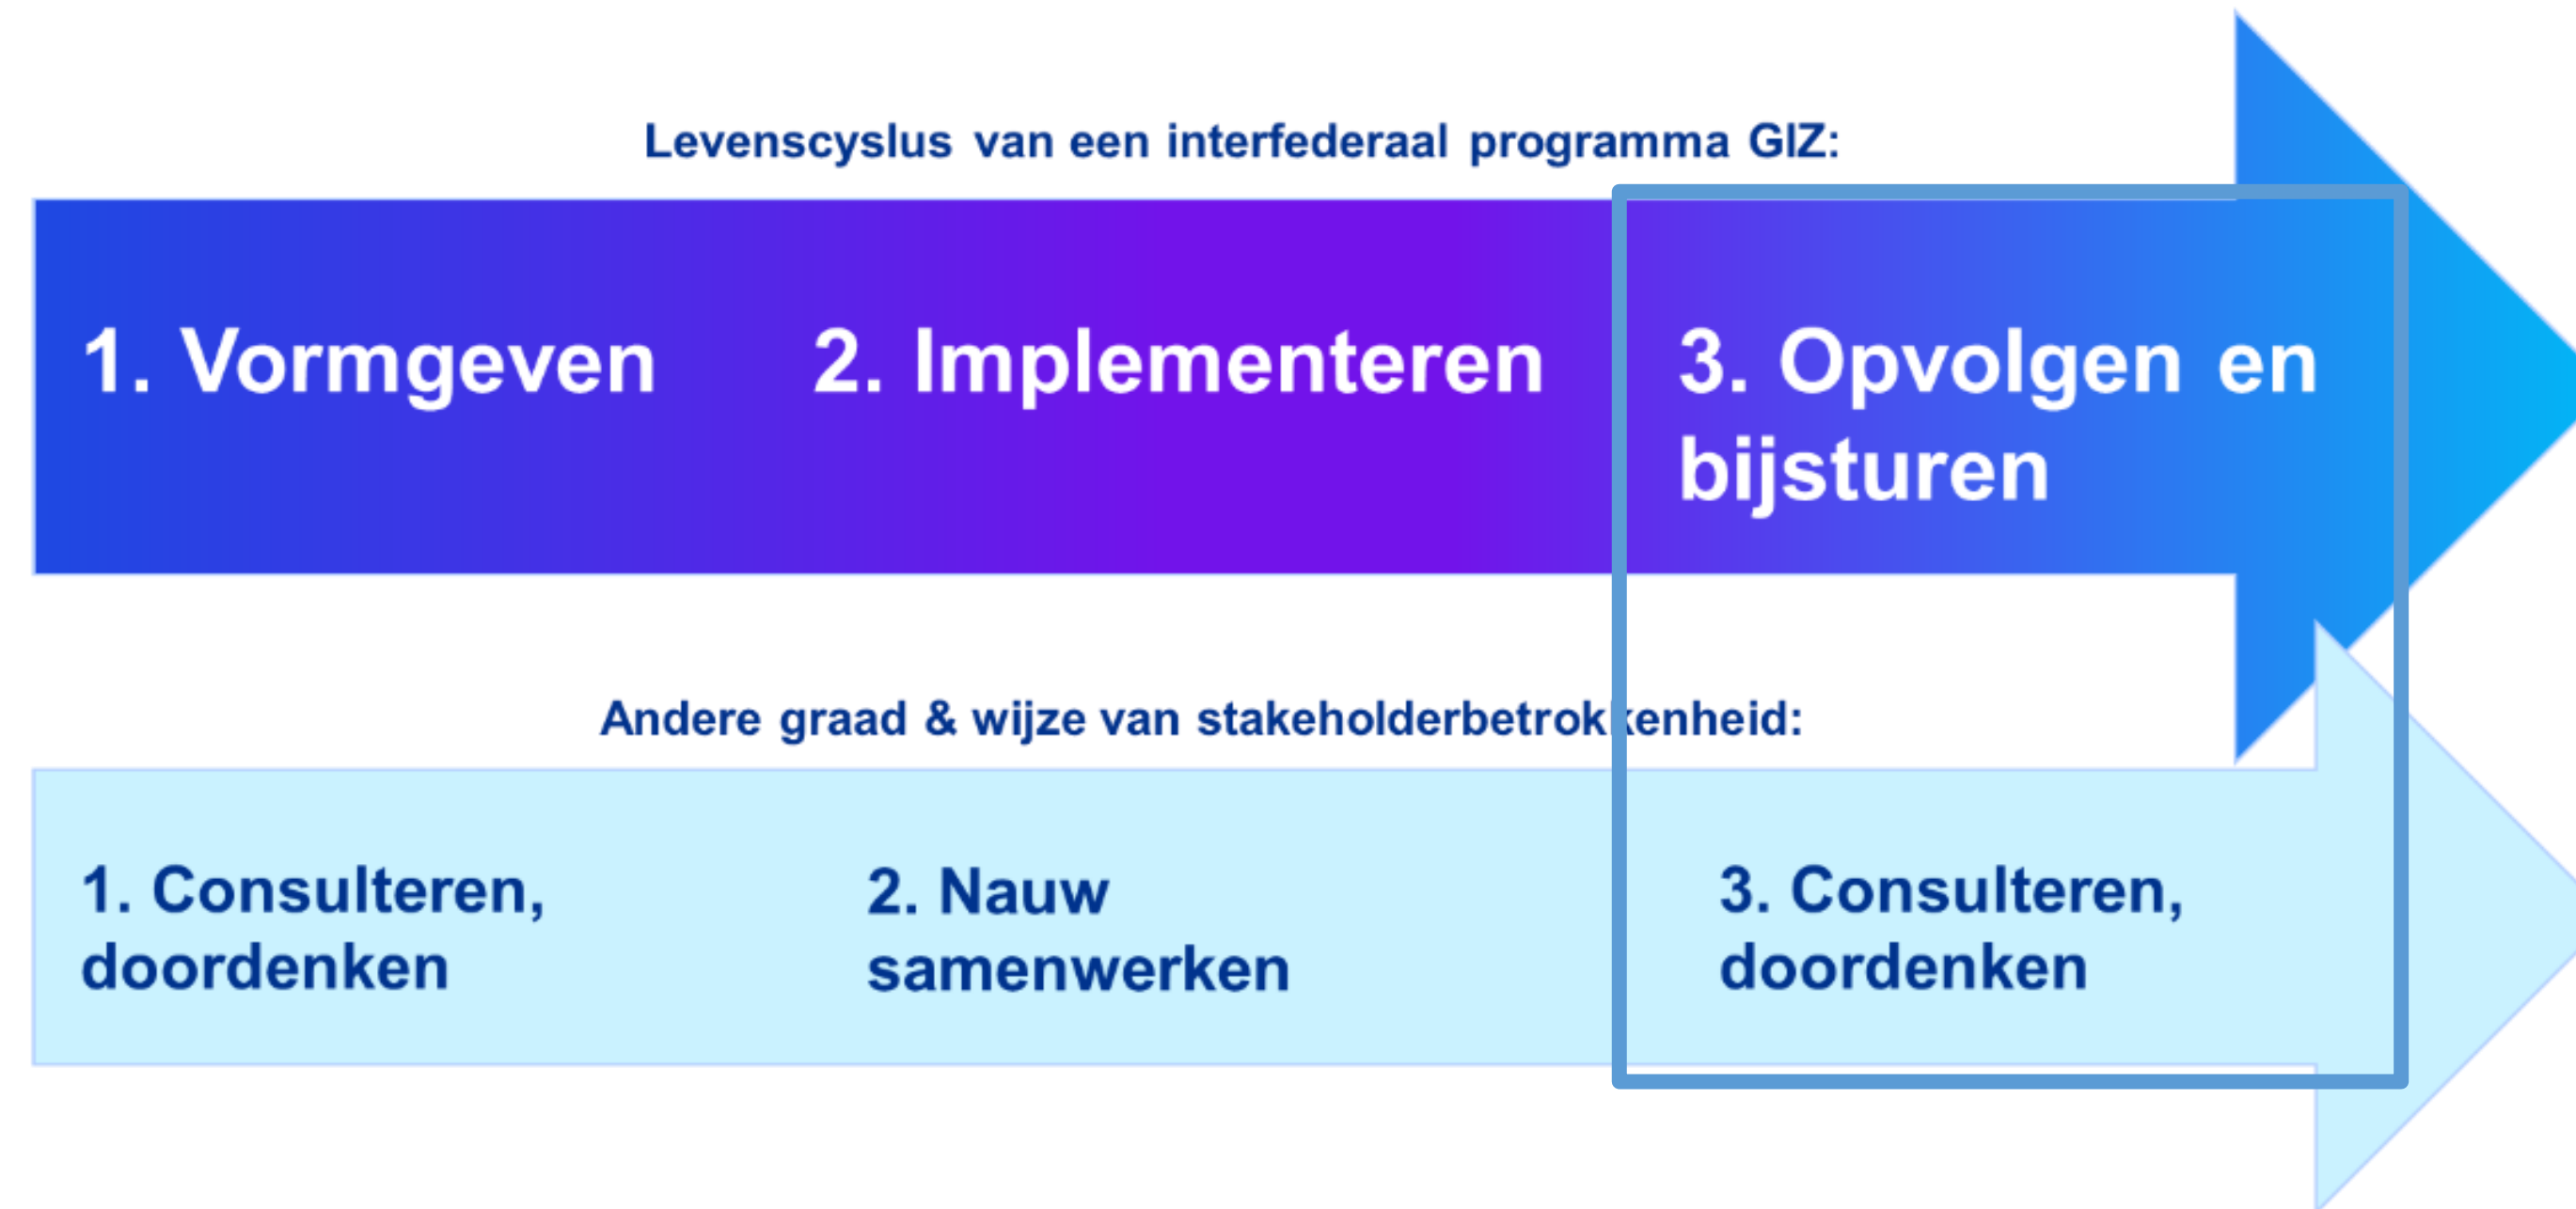 Levenscyslus van een interfederaal programma GIZ:
1. Vormgeven
2. Implementeren
3. Opvolgen en
bijsturen
Andere graad & wijze van stakeholderbetrokkenheid:
1. Consulteren,
doordenken
2. Nauw
samenwerken
3. Consulteren,
doordenken